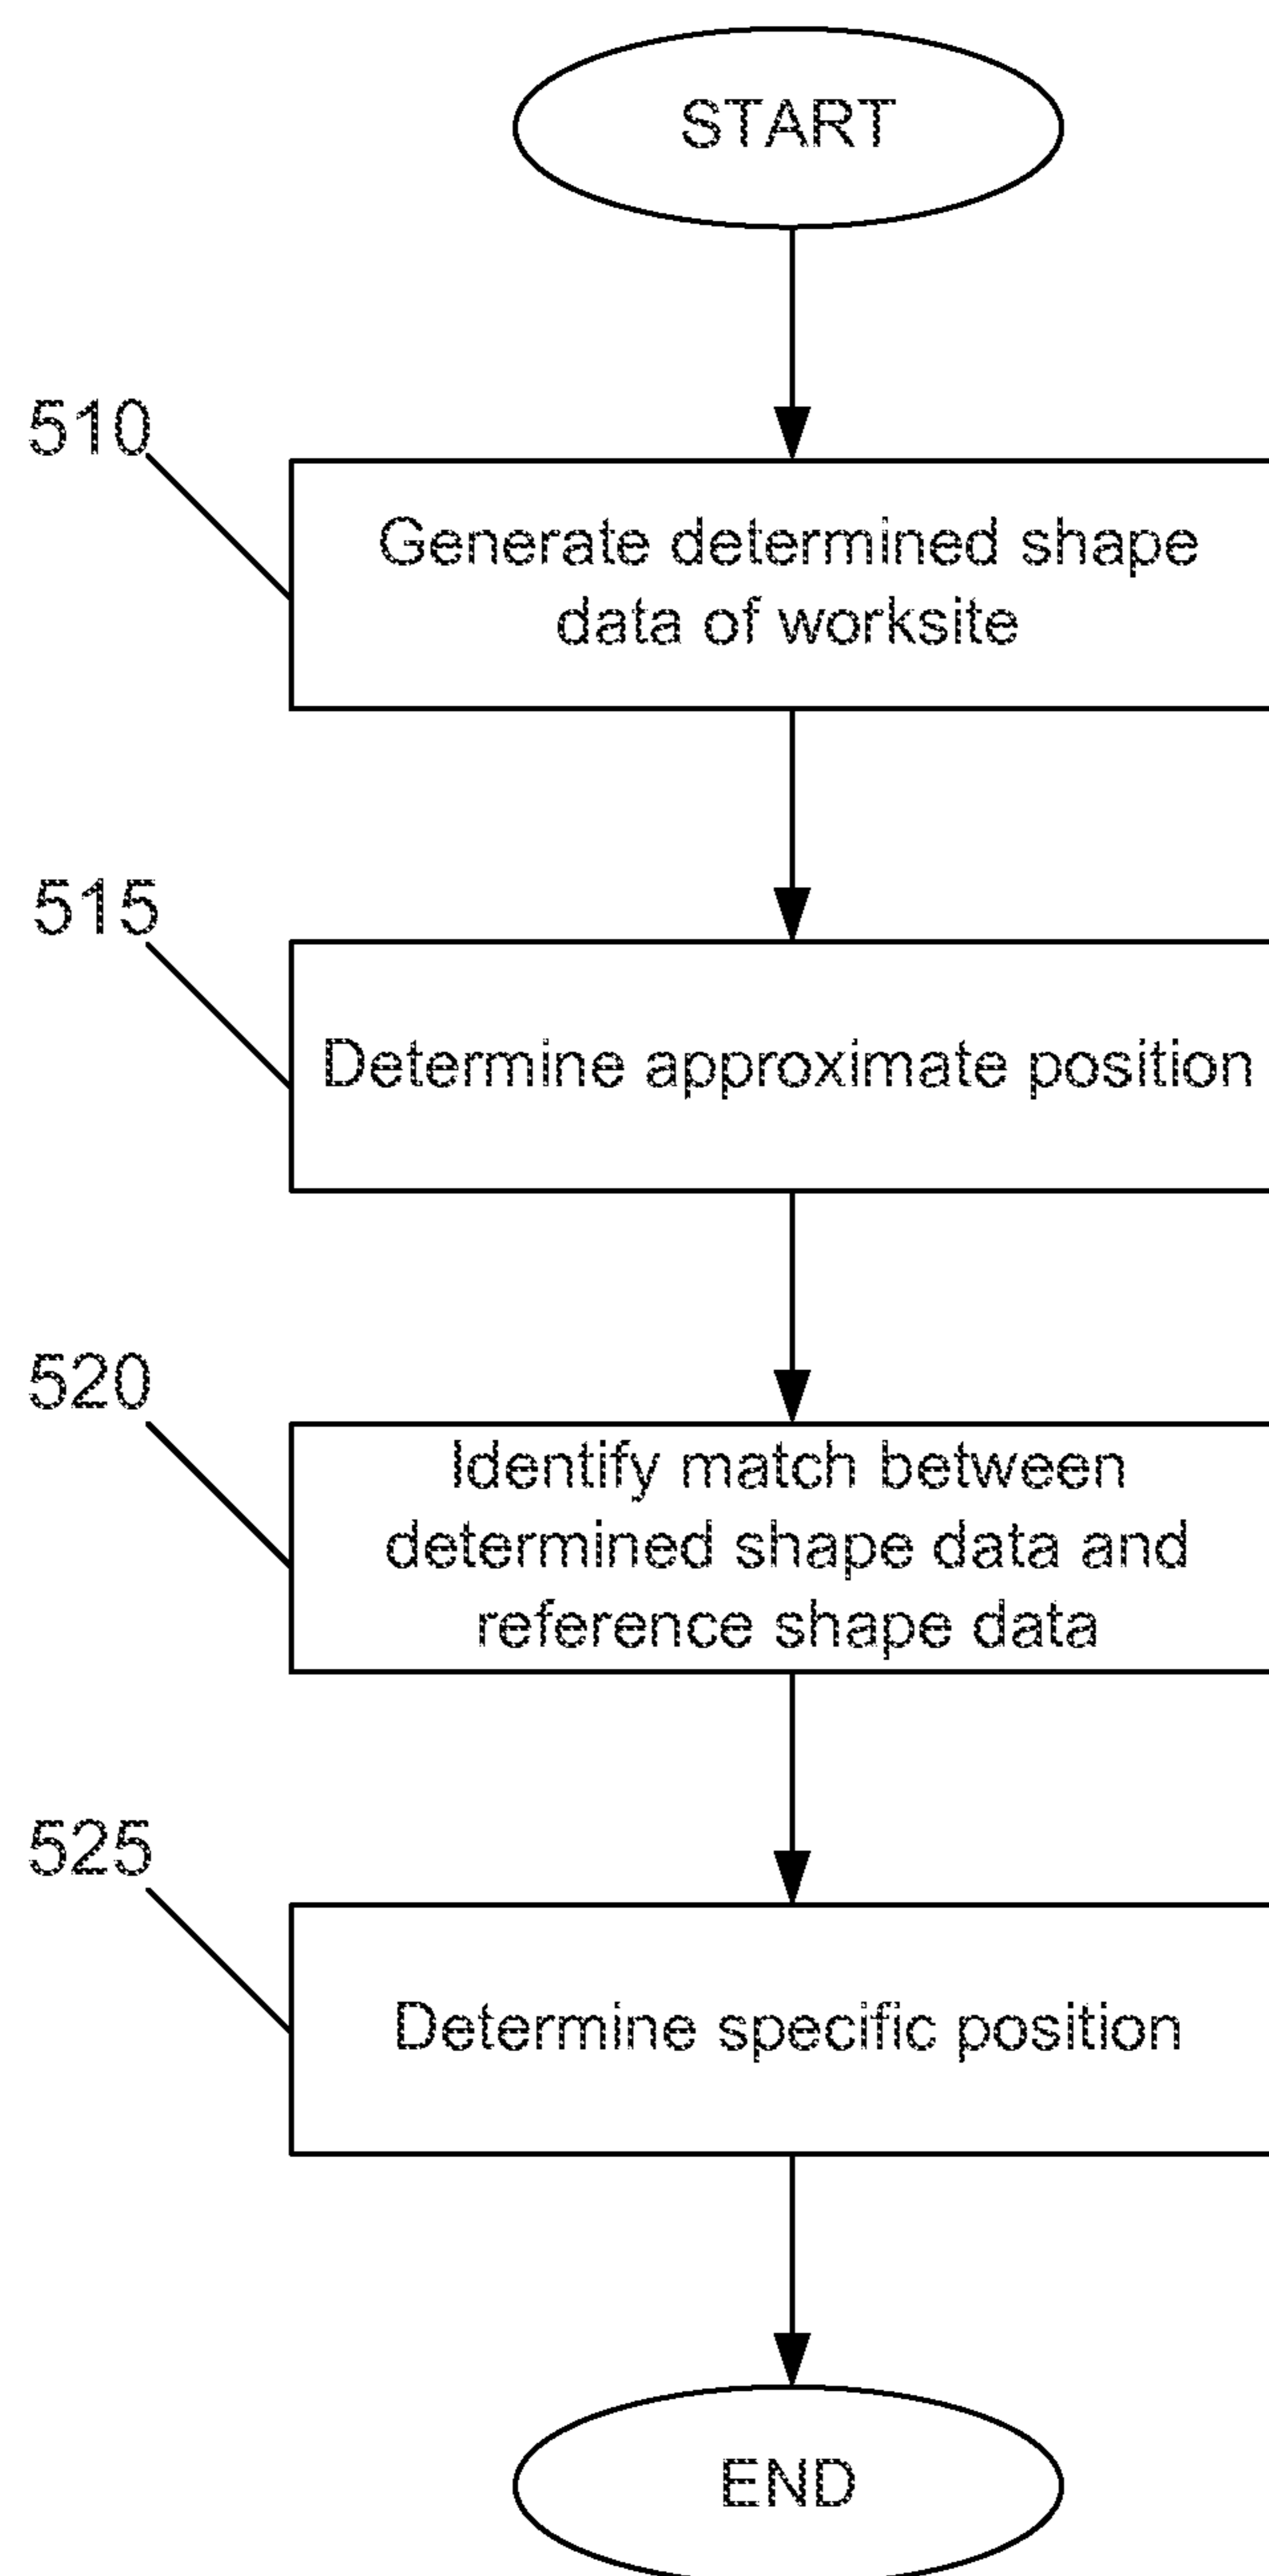 START
510
Generate determined shape
data of worksite
515
Determine approximate position
520
Identify match between
determined shape data and
reference shape data
525
Determine specific position
END